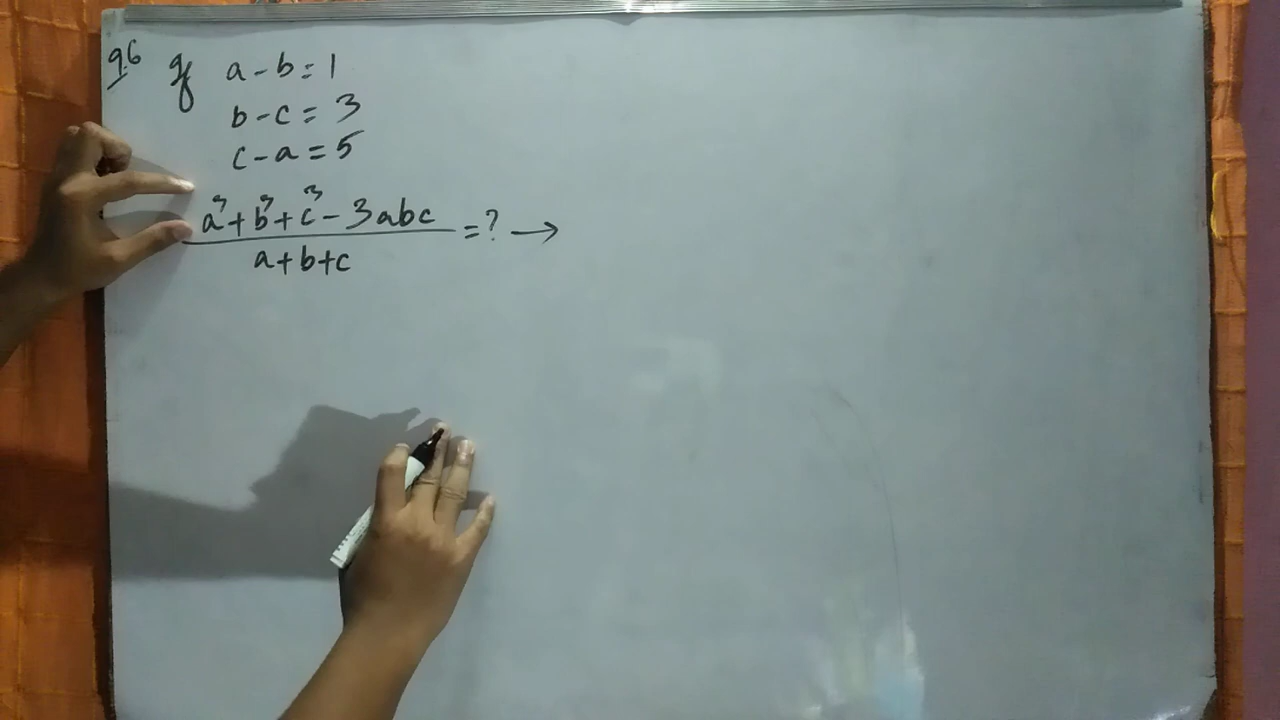 96 If a-b=1
b-c=3
c-a=5
a³+b³+c³-3abc =? →
a+b+c